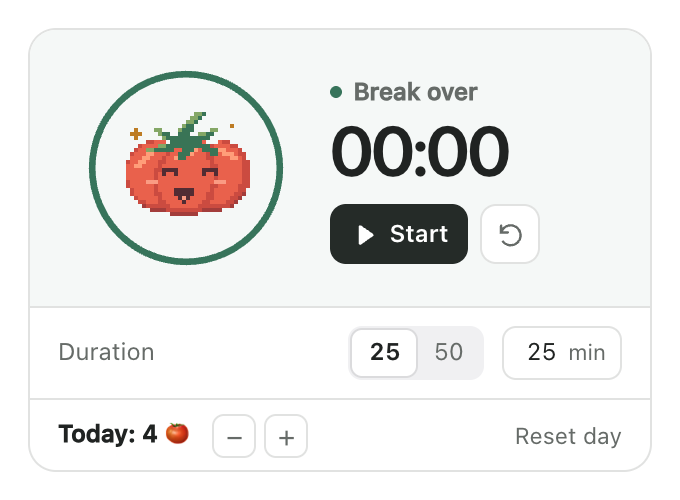 Break over
00:00
Start
Duration
25 50
25 min
Today: 4 🍅
− +
Reset day